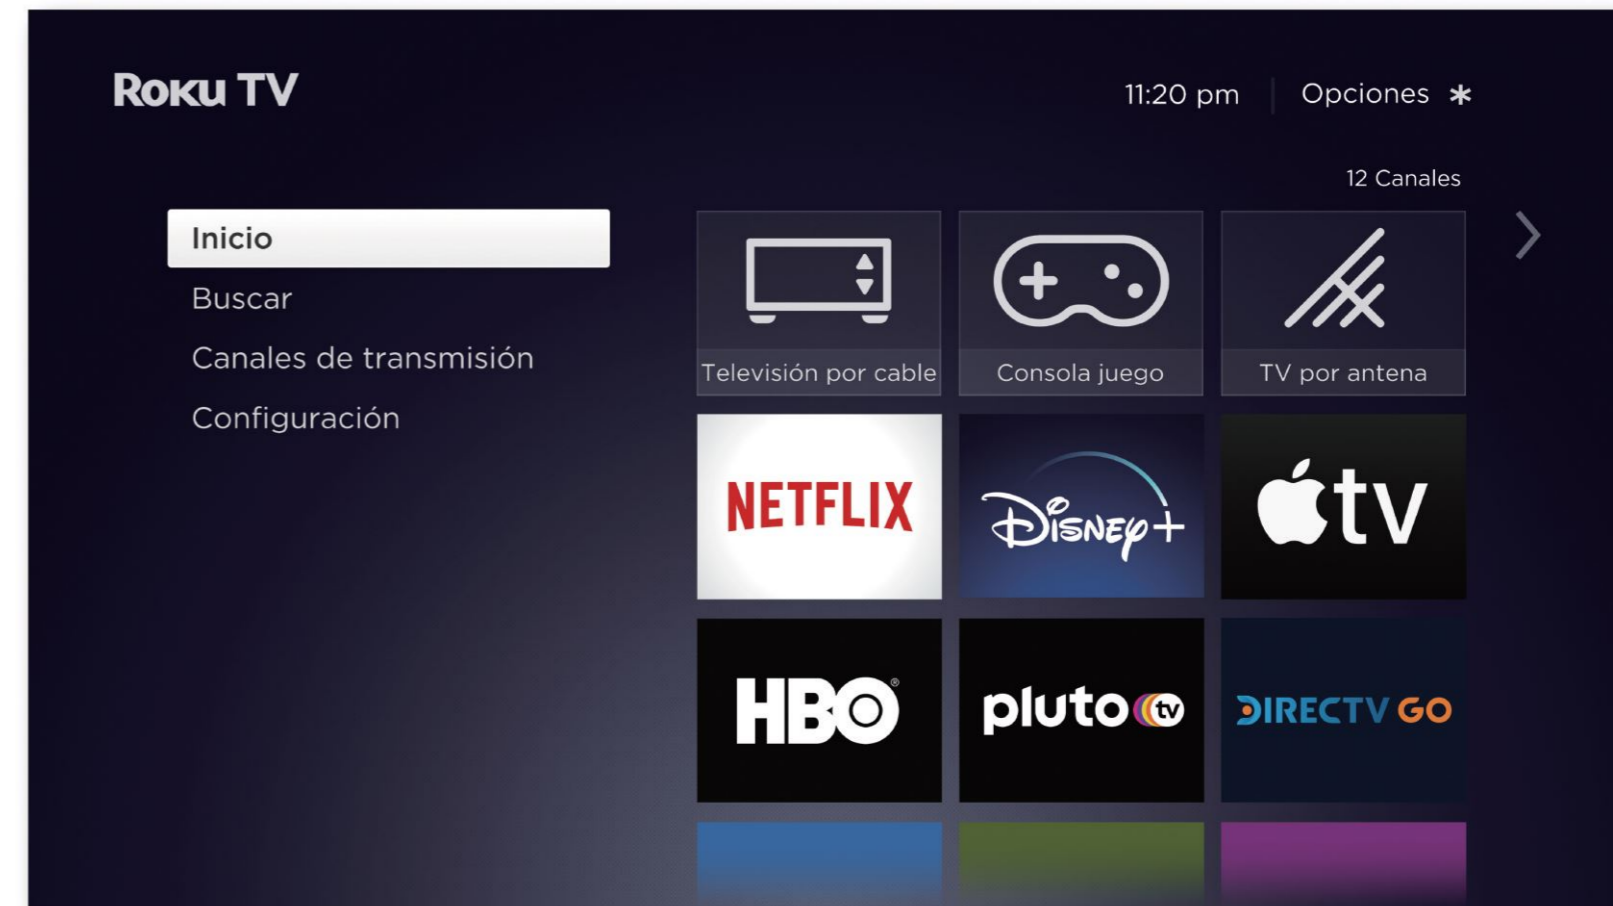 Roku TV
11:20 pm
Opciones *
12 Canales
Inicio
Buscar
Canales de transmisión
Configuración
Televisión por cable
Consola juego
TV por antena
NETFLIX
Disney+
tv
HBO®
pluto tv
DIRECTV GO